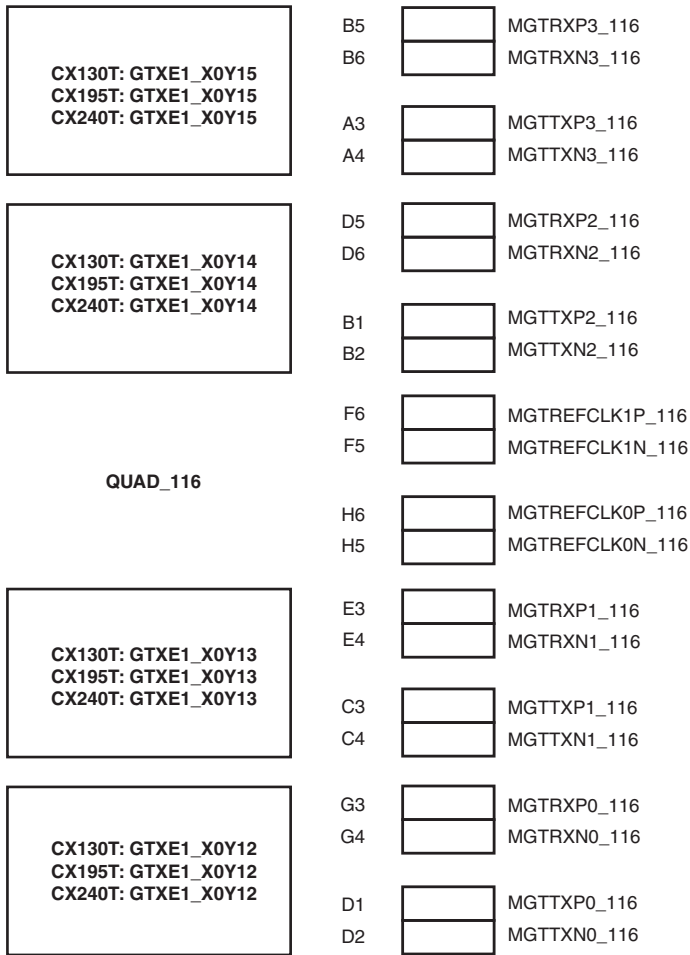 B5 MGTRXP3_116
B6 MGTRXN3_116
CX130T: GTXE1_X0Y15
CX195T: GTXE1_X0Y15
CX240T: GTXE1_X0Y15
A3 MGTTXP3_116
A4 MGTTXN3_116
D5 MGTRXP2_116
D6 MGTRXN2_116
CX130T: GTXE1_X0Y14
CX195T: GTXE1_X0Y14
CX240T: GTXE1_X0Y14
B1 MGTTXP2_116
B2 MGTTXN2_116
F6 MGTREFCLK1P_116
F5 MGTREFCLK1N_116
QUAD_116
H6 MGTREFCLK0P_116
H5 MGTREFCLK0N_116
E3 MGTRXP1_116
E4 MGTRXN1_116
CX130T: GTXE1_X0Y13
CX195T: GTXE1_X0Y13
CX240T: GTXE1_X0Y13
C3 MGTTXP1_116
C4 MGTTXN1_116
G3 MGTRXP0_116
G4 MGTRXN0_116
CX130T: GTXE1_X0Y12
CX195T: GTXE1_X0Y12
CX240T: GTXE1_X0Y12
D1 MGTTXP0_116
D2 MGTTXN0_116